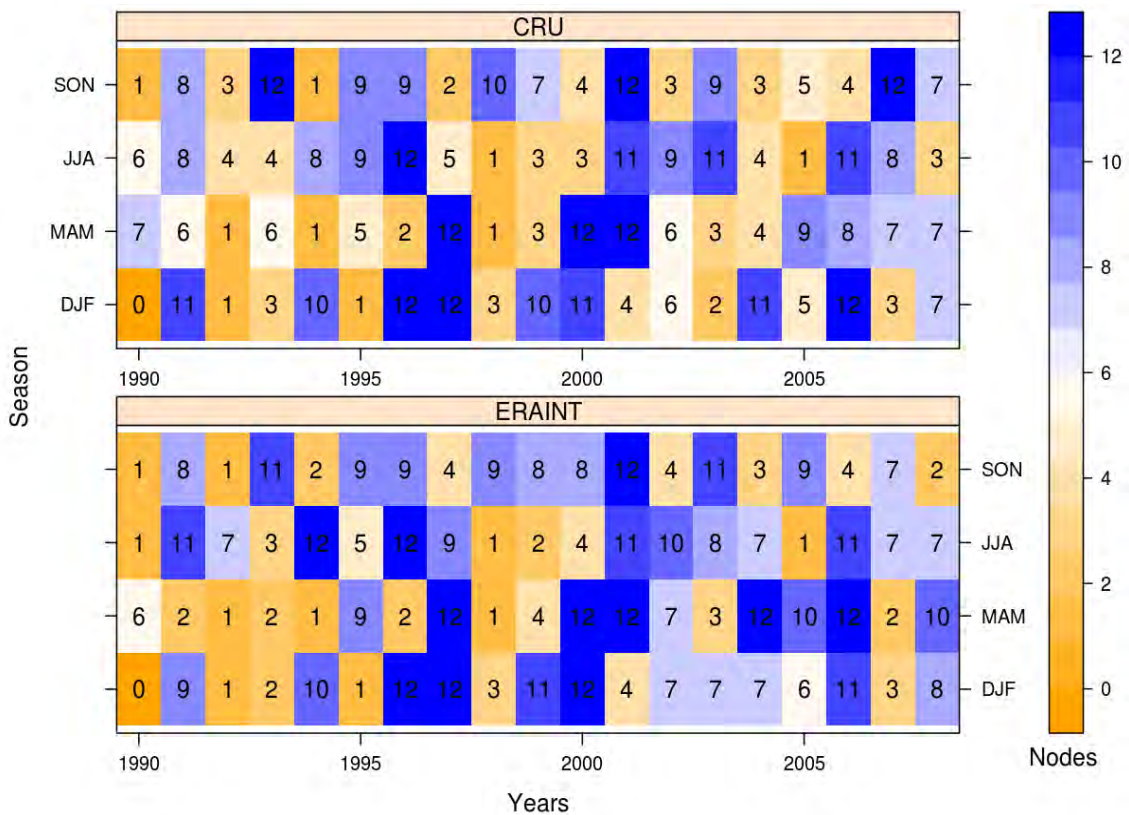 CRU
SON 1 8 3 12 1 9 9 2 10 7 4 12 3 9 3 5 4 12 7
JJA 6 8 4 4 8 9 12 5 1 3 3 11 9 11 4 1 11 8 3
MAM 7 6 1 6 1 5 2 12 1 3 12 12 6 3 4 9 8 7 7
DJF 0 11 1 3 10 1 12 12 3 10 11 4 6 2 11 5 12 3 7
1990 1995 2000 2005
ERAINT
1 8 1 11 2 9 9 4 9 8 8 12 4 11 3 9 4 7 2 SON
1 11 7 3 12 5 12 9 1 2 4 11 10 8 7 1 11 7 7 JJA
6 2 1 2 1 9 2 12 1 4 12 12 7 3 12 10 12 2 10 MAM
0 9 1 2 10 1 12 12 3 11 12 4 7 7 7 6 11 3 8 DJF
1990 1995 2000 2005
Season
Years
12
10
8
6
4
2
0
Nodes